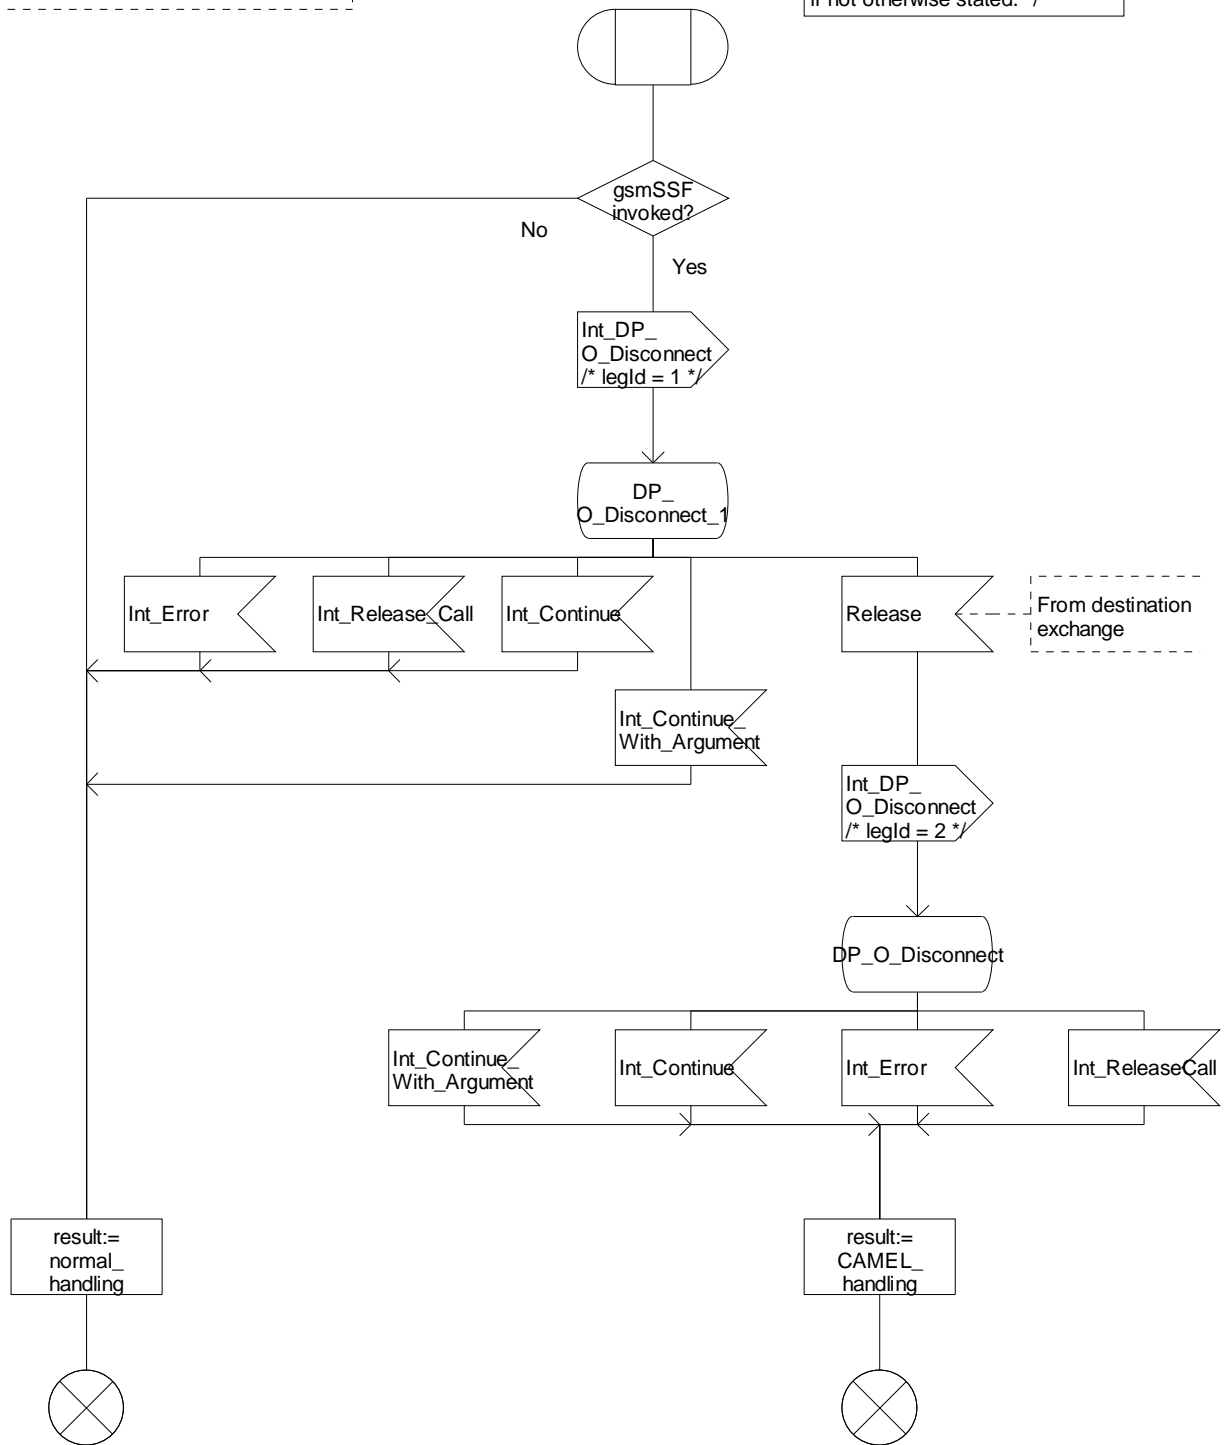 if not otherwise stated. */
gsmSSF
invoked?
No
Yes
Int_DP_
O_Disconnect
/* legId = 1 */
DP_
O_Disconnect_1
Int_Error
Int_Release_Call
Int_Continue
Release
From destination
exchange
Int_Continue_
With_Argument
Int_DP_
O_Disconnect
/* legId = 2 */
DP_O_Disconnect
Int_Continue_
With_Argument
Int_Continue
Int_Error
Int_ReleaseCall
result:=
normal_
handling
result:=
CAMEL_
handling